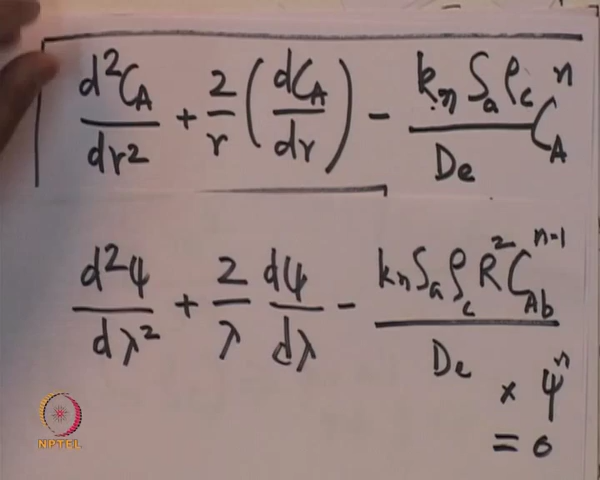 d²C_A/dr² + 2/r (dC_A/dr) - k_n S_a ρ_c/De C_A^n
d²ψ/dλ² + 2/λ dψ/dλ - k_n S_a ρ_c R² C_Ab^(n-1)/De
× ψ^n
= 0
NPTEL